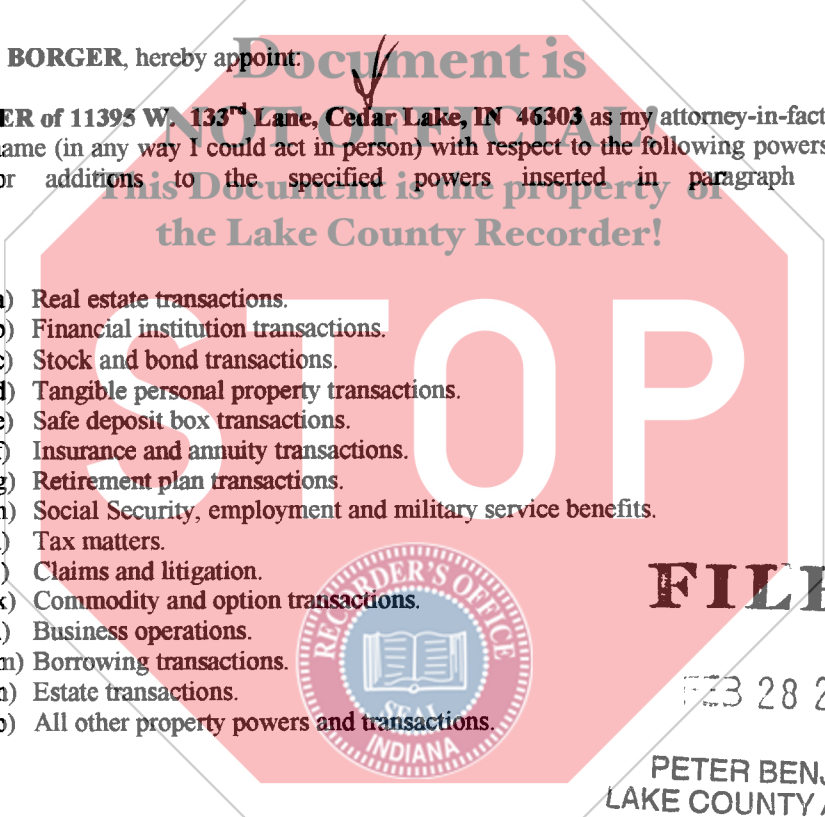 Document is
BORGER, hereby appoint:
ER of 11395 W. 133rd Lane, Cedar Lake, IN 46303 as my attorney-in-fact
NOT OFFICIAL!
ame (in any way I could act in person) with respect to the following powers
or additions to the specified powers inserted in paragraph
This Document is the property of
the Lake County Recorder!
a) Real estate transactions.
b) Financial institution transactions.
c) Stock and bond transactions.
d) Tangible personal property transactions.
e) Safe deposit box transactions.
f) Insurance and annuity transactions.
g) Retirement plan transactions.
h) Social Security, employment and military service benefits.
) Tax matters.
) Claims and litigation.
k) Commodity and option transactions.
) Business operations.
m) Borrowing transactions.
n) Estate transactions.
o) All other property powers and transactions.
STOP
RECORDER'S OFFICE
SEAL
INDIANA
FILE
FEB 28 2
PETER BENJ
LAKE COUNTY A